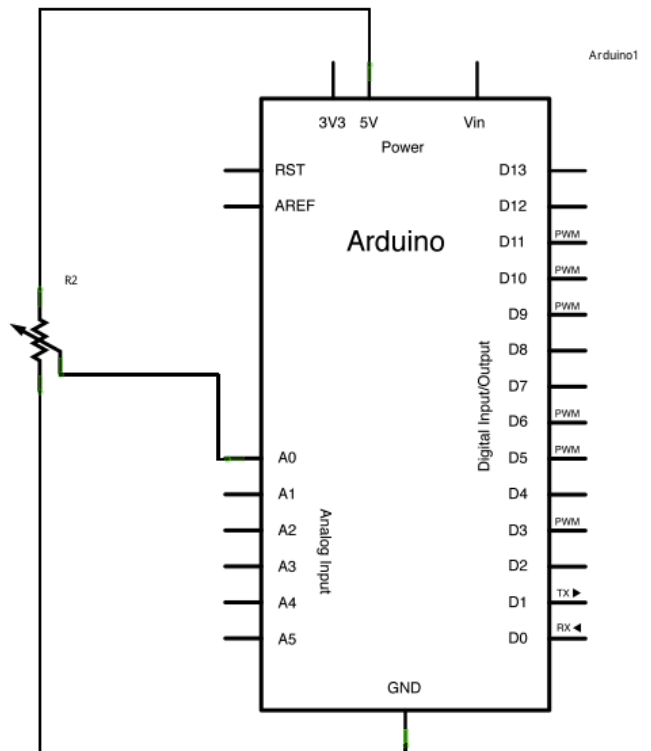 Arduino1
3V3 5V Vin
Power
RST D13
AREF D12
Arduino
D11 PWM
D10 PWM
R2
D9 PWM
D8
D7
D6 PWM
Digital Input/Output
A0 D5 PWM
A1 D4
A2 D3 PWM
Analog Input
A3 D2
A4 D1 TX ▶
A5 D0 RX ◀
GND